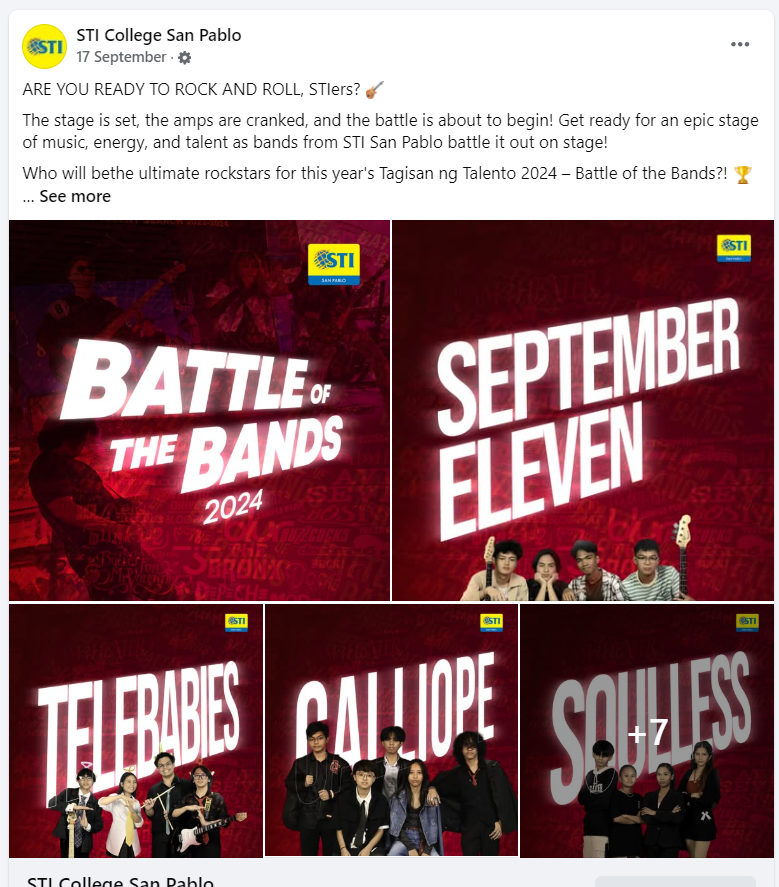 STI College San Pablo
17 September ·
ARE YOU READY TO ROCK AND ROLL, STIers?
The stage is set, the amps are cranked, and the battle is about to begin! Get ready for an epic stage
of music, energy, and talent as bands from STI San Pablo battle it out on stage!
Who will bethe ultimate rockstars for this year's Tagisan ng Talento 2024 – Battle of the Bands?!
... See more
STI
SAN PABLO
BATTLE OF
THE BANDS
2024
STI
SEPTEMBER
ELEVEN
STI
TELEBABIES
STI
CALLIOPE
STI
SOULLESS
+7
STI College San Pablo